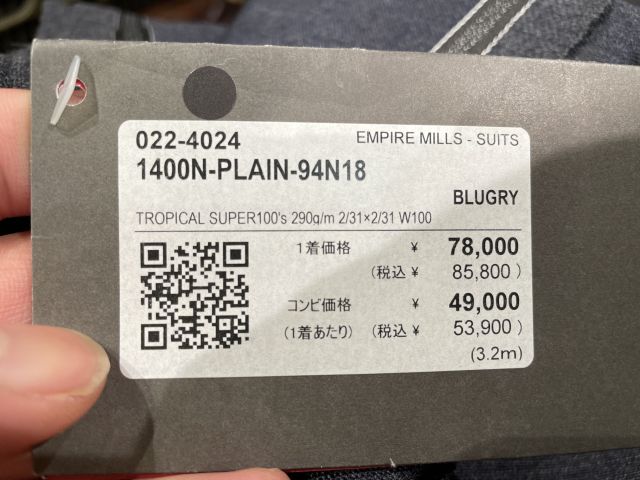 022-4024 EMPIRE MILLS - SUITS
1400N-PLAIN-94N18
BLUGRY
TROPICAL SUPER100's 290g/m 2/31×2/31 W100
1着価格 ¥ 78,000
(税込 ¥ 85,800 )
コンビ価格 ¥ 49,000
(1着あたり) (税込 ¥ 53,900 )
(3.2m)